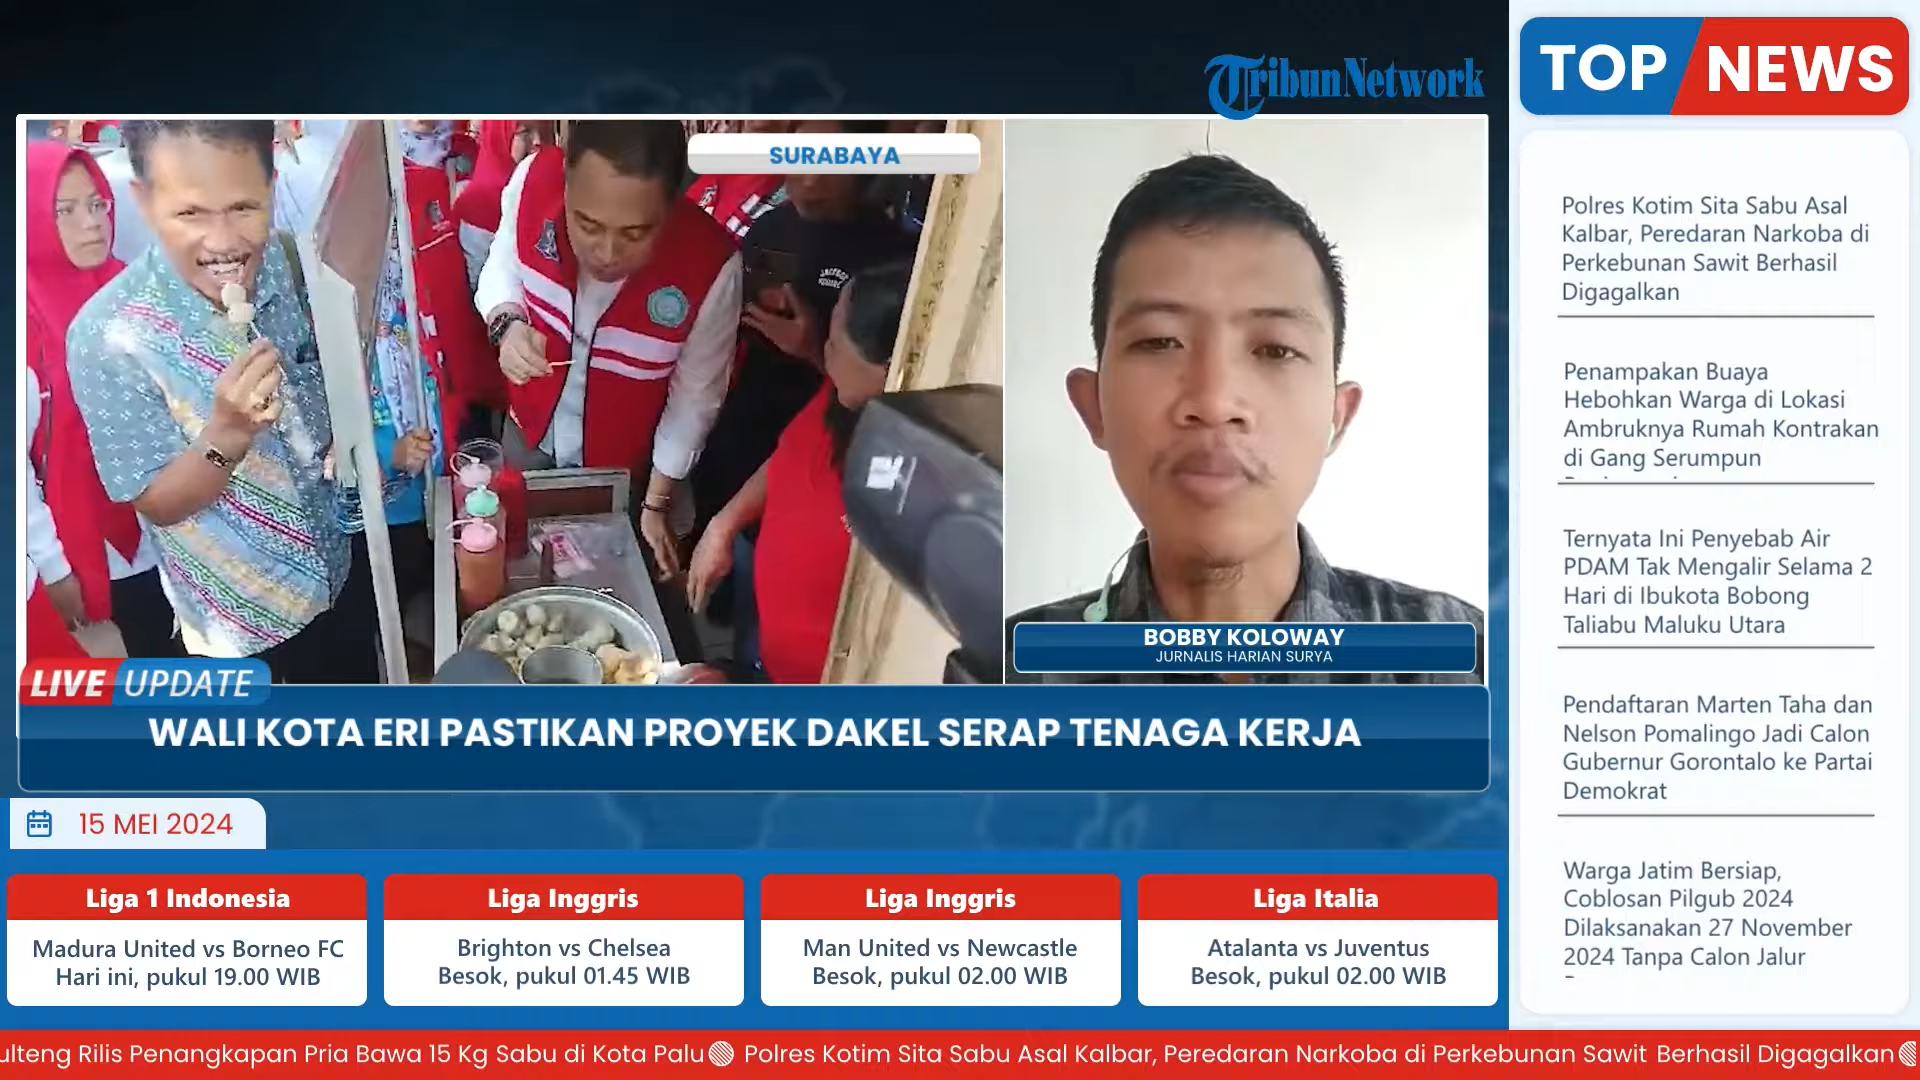 TribunNetwork
SURABAYA
BOBBY KOLOWAY
JURNALIS HARIAN SURYA
LIVE UPDATE
WALI KOTA ERI PASTIKAN PROYEK DAKEL SERAP TENAGA KERJA
15 MEI 2024
Liga 1 Indonesia
Madura United vs Borneo FC
Hari ini, pukul 19.00 WIB
Liga Inggris
Brighton vs Chelsea
Besok, pukul 01.45 WIB
Liga Inggris
Man United vs Newcastle
Besok, pukul 02.00 WIB
Liga Italia
Atalanta vs Juventus
Besok, pukul 02.00 WIB
TOP NEWS
Polres Kotim Sita Sabu Asal
Kalbar, Peredaran Narkoba di
Perkebunan Sawit Berhasil
Digagalkan
Penampakan Buaya
Hebohkan Warga di Lokasi
Ambruknya Rumah Kontrakan
di Gang Serumpun
Ternyata Ini Penyebab Air
PDAM Tak Mengalir Selama 2
Hari di Ibukota Bobong
Taliabu Maluku Utara
Pendaftaran Marten Taha dan
Nelson Pomalingo Jadi Calon
Gubernur Gorontalo ke Partai
Demokrat
Warga Jatim Bersiap,
Coblosan Pilgub 2024
Dilaksanakan 27 November
2024 Tanpa Calon Jalur
ulteng Rilis Penangkapan Pria Bawa 15 Kg Sabu di Kota Palu Polres Kotim Sita Sabu Asal Kalbar, Peredaran Narkoba di Perkebunan Sawit Berhasil Digagalkan